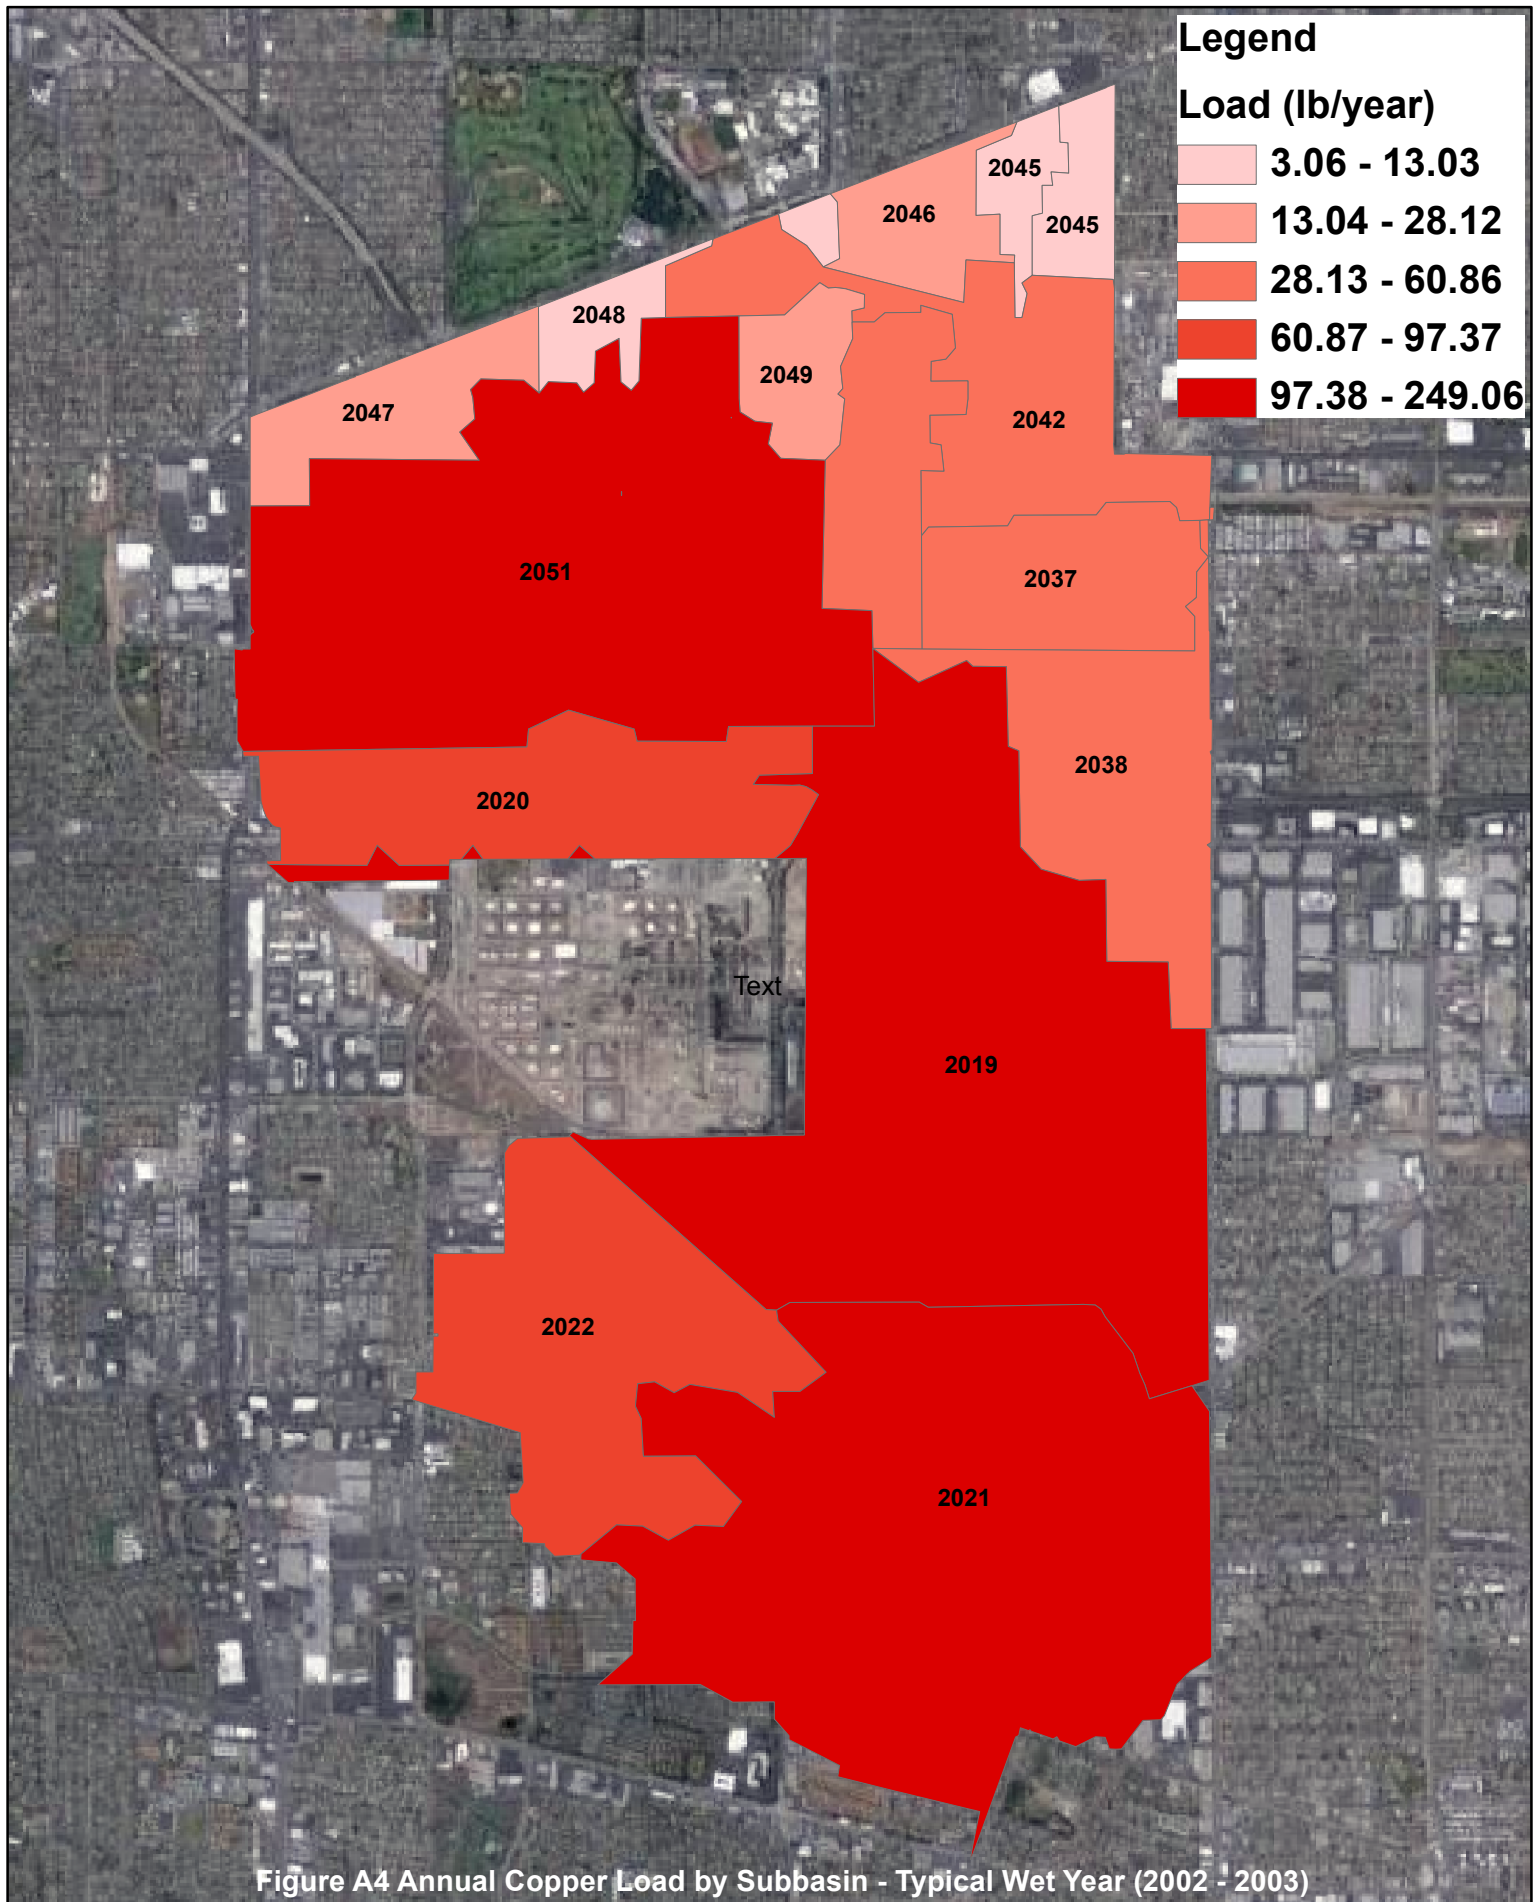 Legend
Load (lb/year)
3.06 - 13.03
13.04 - 28.12
28.13 - 60.86
60.87 - 97.37
97.38 - 249.06
2045
2046
2045
2048
2049
2047
2042
2051
2037
2038
2020
Text
2019
2022
2021
Figure A4 Annual Copper Load by Subbasin - Typical Wet Year (2002 - 2003)